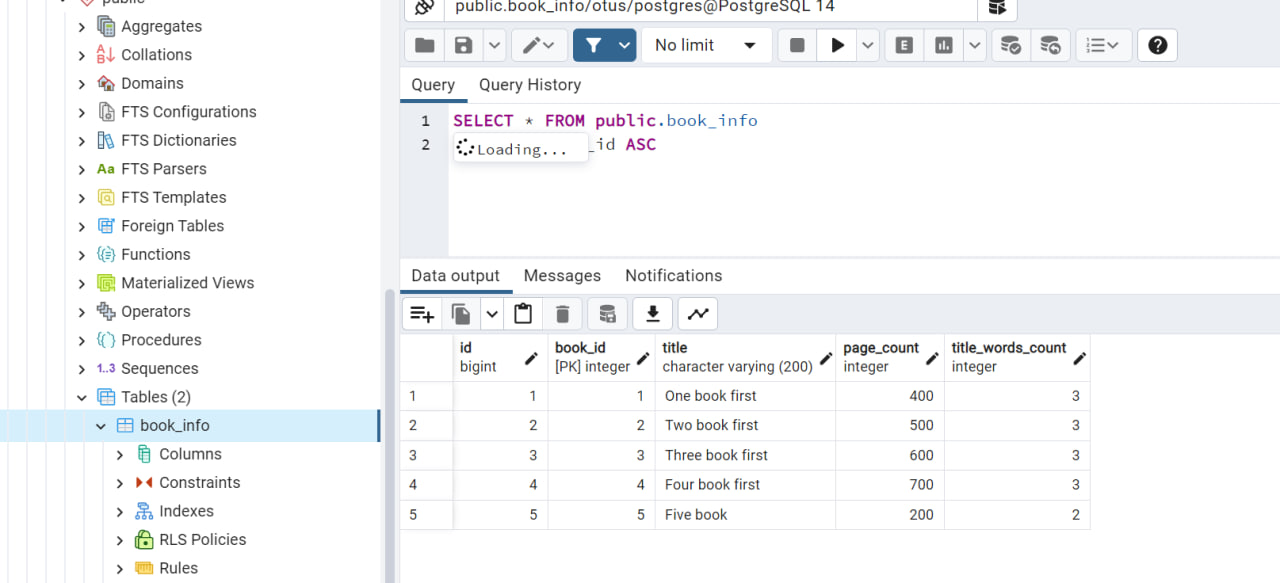 public
Aggregates
Collations
Domains
FTS Configurations
FTS Dictionaries
Aa FTS Parsers
FTS Templates
Foreign Tables
Functions
Materialized Views
Operators
Procedures
1..3 Sequences
Tables (2)
book_info
Columns
Constraints
Indexes
RLS Policies
Rules
public.book_info/otus/postgres@PostgreSQL 14
No limit
E
Query Query History
1 SELECT * FROM public.book_info
2 Loading... _id ASC
Data output Messages Notifications
id book_id title page_count title_words_count
bigint [PK] integer character varying (200) integer integer
1 1 1 One book first 400 3
2 2 2 Two book first 500 3
3 3 3 Three book first 600 3
4 4 4 Four book first 700 3
5 5 5 Five book 200 2